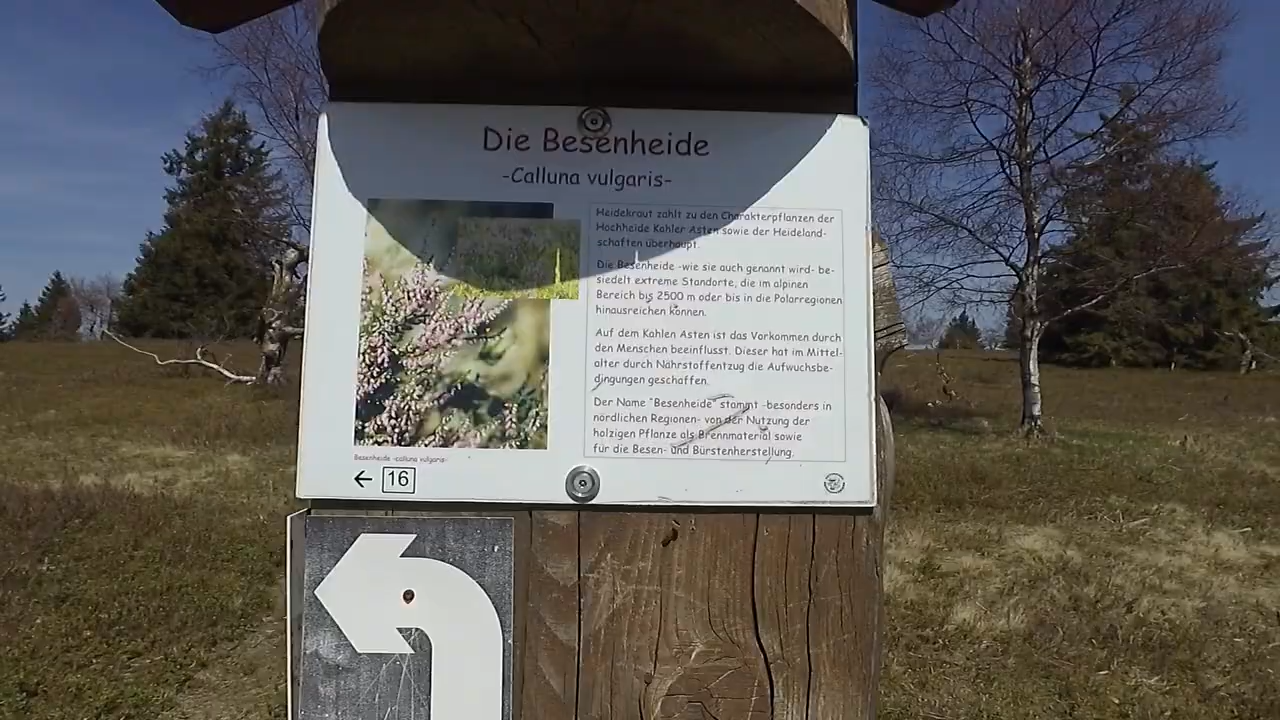 Die Besenheide
-Calluna vulgaris-
Heidekraut zählt zu den Charakterpflanzen der
Hochheide Kahler Asten sowie der Heideland-
schaften überhaupt.
Die Besenheide -wie sie auch genannt wird- be-
siedelt extreme Standorte, die im alpinen
Bereich bis 2500 m oder bis in die Polarregionen
hinausreichen können.
Auf dem Kahlen Asten ist das Vorkommen durch
den Menschen beeinflusst. Dieser hat im Mittel-
alter durch Nährstoffentzug die Aufwuchsbe-
dingungen geschaffen.
Der Name "Besenheide" stammt -besonders in
nördlichen Regionen- von der Nutzung der
holzigen Pflanze als Brennmaterial sowie
für die Besen- und Bürstenherstellung.
Besenheide -calluna vulgaris-
← 16